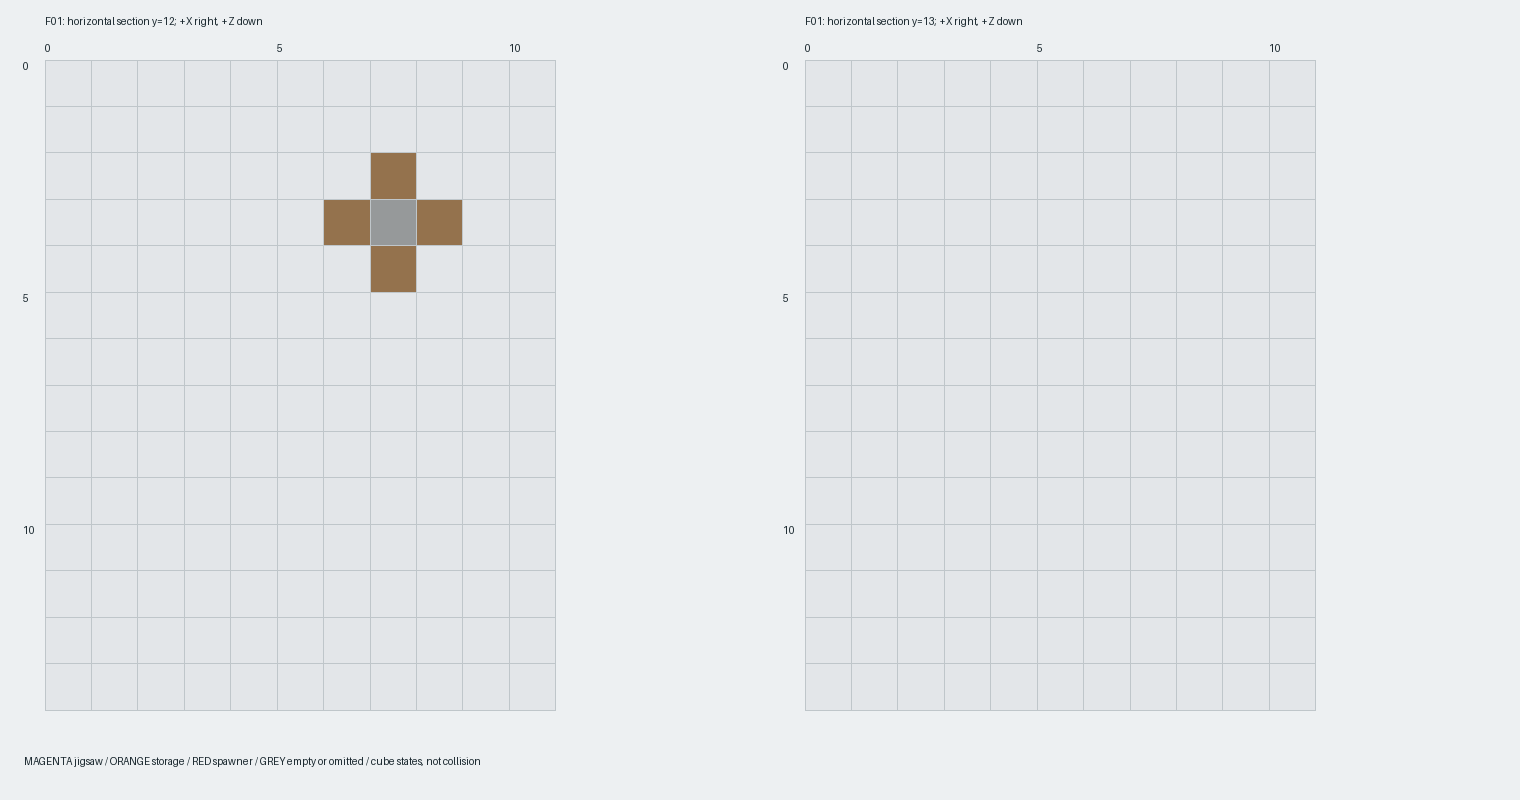 F01: horizontal section y=12; +X right, +Z down
0 5 10
0
5
10
F01: horizontal section y=13; +X right, +Z down
0 5 10
0
5
10
MAGENTA jigsaw / ORANGE storage / RED spawner / GREY empty or omitted / cube states, not collision